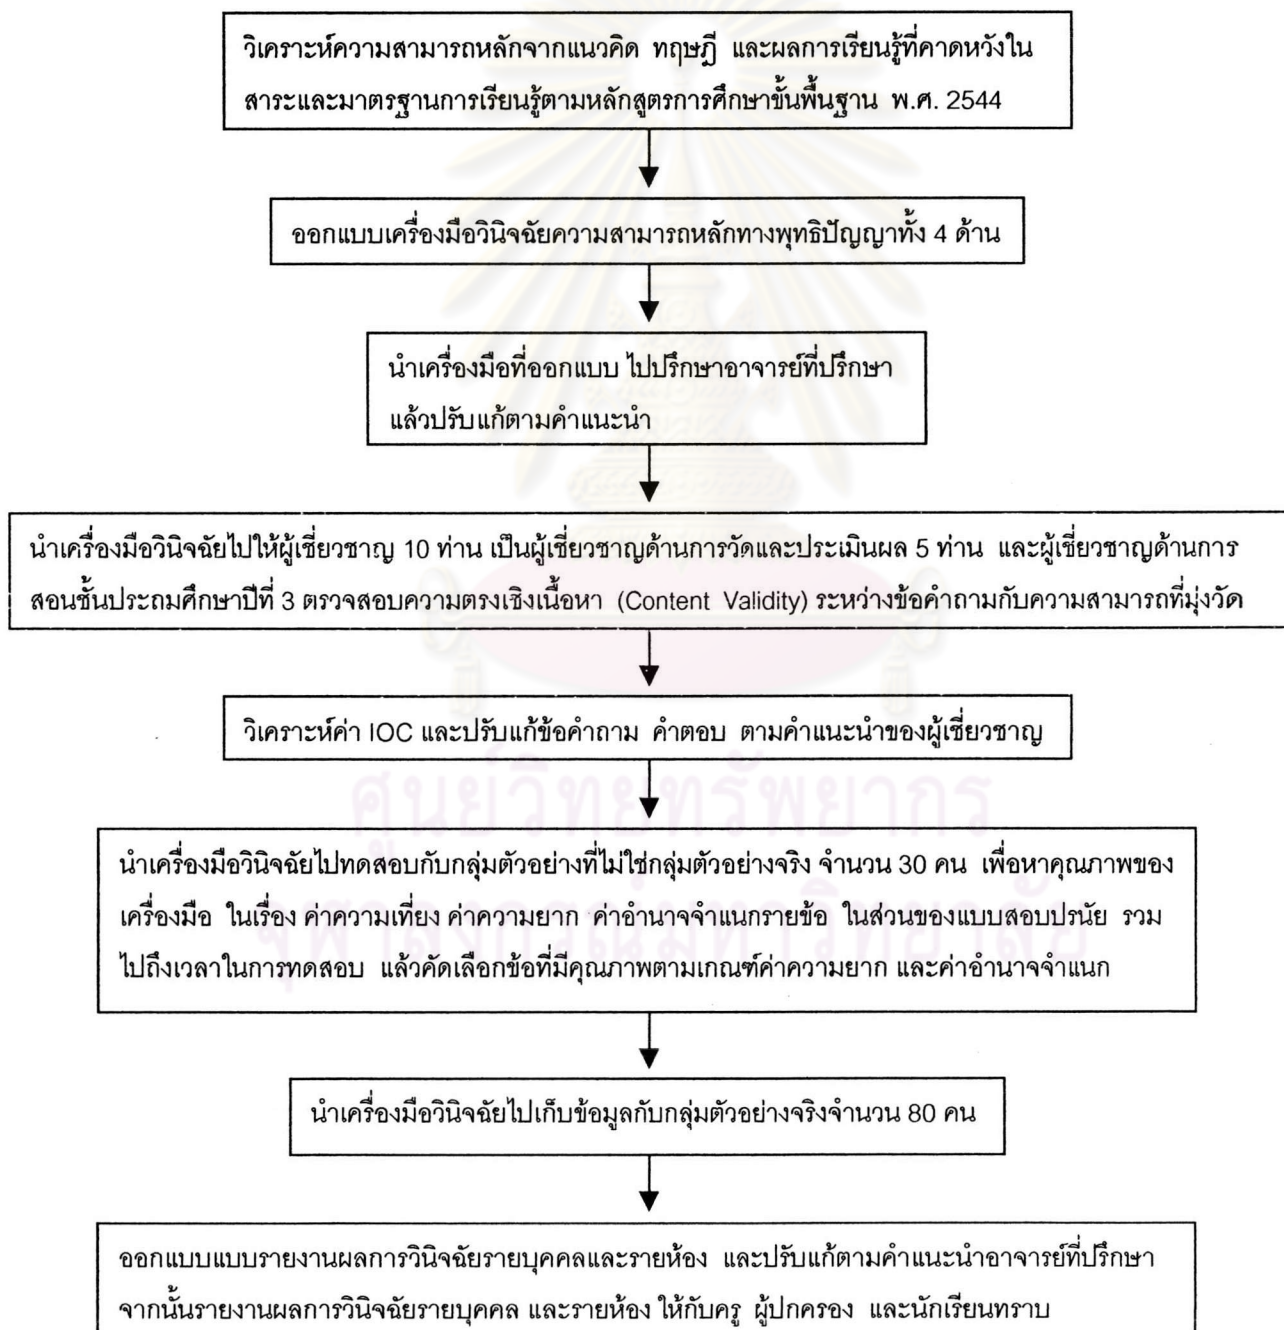 วิเคราะห์ความสามารถหลักจากแนวคิด ทฤษฎี และผลการเรียนรู้ที่คาดหวังใน
สาระและมาตรฐานการเรียนรู้ตามหลักสูตรการศึกษาขั้นพื้นฐาน พ.ศ. 2544
ออกแบบเครื่องมือวินิจฉัยความสามารถหลักทางพุทธิปัญญาทั้ง 4 ด้าน
นำเครื่องมือที่ออกแบบ ไปปรึกษาอาจารย์ที่ปรึกษา
แล้วปรับแก้ตามคำแนะนำ
นำเครื่องมือวินิจฉัยไปให้ผู้เชี่ยวชาญ 10 ท่าน เป็นผู้เชี่ยวชาญด้านการวัดและประเมินผล 5 ท่าน และผู้เชี่ยวชาญด้านการ
สอนชั้นประถมศึกษาปีที่ 3 ตรวจสอบความตรงเชิงเนื้อหา (Content Validity) ระหว่างข้อคำถามกับความสามารถที่มุ่งวัด
วิเคราะห์ค่า IOC และปรับแก้ข้อคำถาม คำตอบ ตามคำแนะนำของผู้เชี่ยวชาญ
ศูนย์วิทยทรัพยากร
นำเครื่องมือวินิจฉัยไปทดสอบกับกลุ่มตัวอย่างที่ไม่ใช่กลุ่มตัวอย่างจริง จำนวน 30 คน เพื่อหาคุณภาพของ
เครื่องมือ ในเรื่อง ค่าความเที่ยง ค่าความยาก ค่าอำนาจจำแนกรายข้อ ในส่วนของแบบสอบปรนัย รวม
จุฬาลงกรณ์มหาวิทยาลัย
ไปถึงเวลาในการทดสอบ แล้วคัดเลือกข้อที่มีคุณภาพตามเกณฑ์ค่าความยาก และค่าอำนาจจำแนก
นำเครื่องมือวินิจฉัยไปเก็บข้อมูลกับกลุ่มตัวอย่างจริงจำนวน 80 คน
ออกแบบแบบรายงานผลการวินิจฉัยรายบุคคลและรายห้อง และปรับแก้ตามคำแนะนำอาจารย์ที่ปรึกษา
จากนั้นรายงานผลการวินิจฉัยรายบุคคล และรายห้อง ให้กับครู ผู้ปกครอง และนักเรียนทราบ